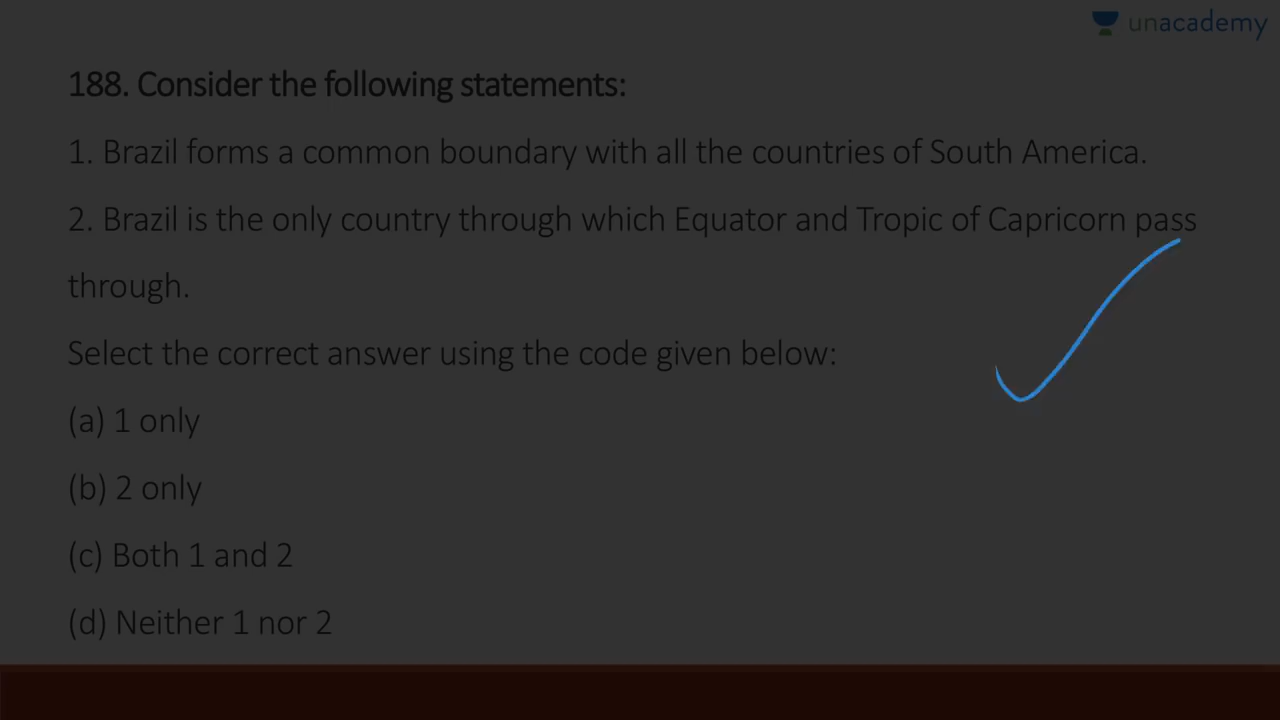 unacademy
188. Consider the following statements:
1. Brazil forms a common boundary with all the countries of South America.
2. Brazil is the only country through which Equator and Tropic of Capricorn pass
through.
Select the correct answer using the code given below:
(a) 1 only
(b) 2 only
(c) Both 1 and 2
(d) Neither 1 nor 2